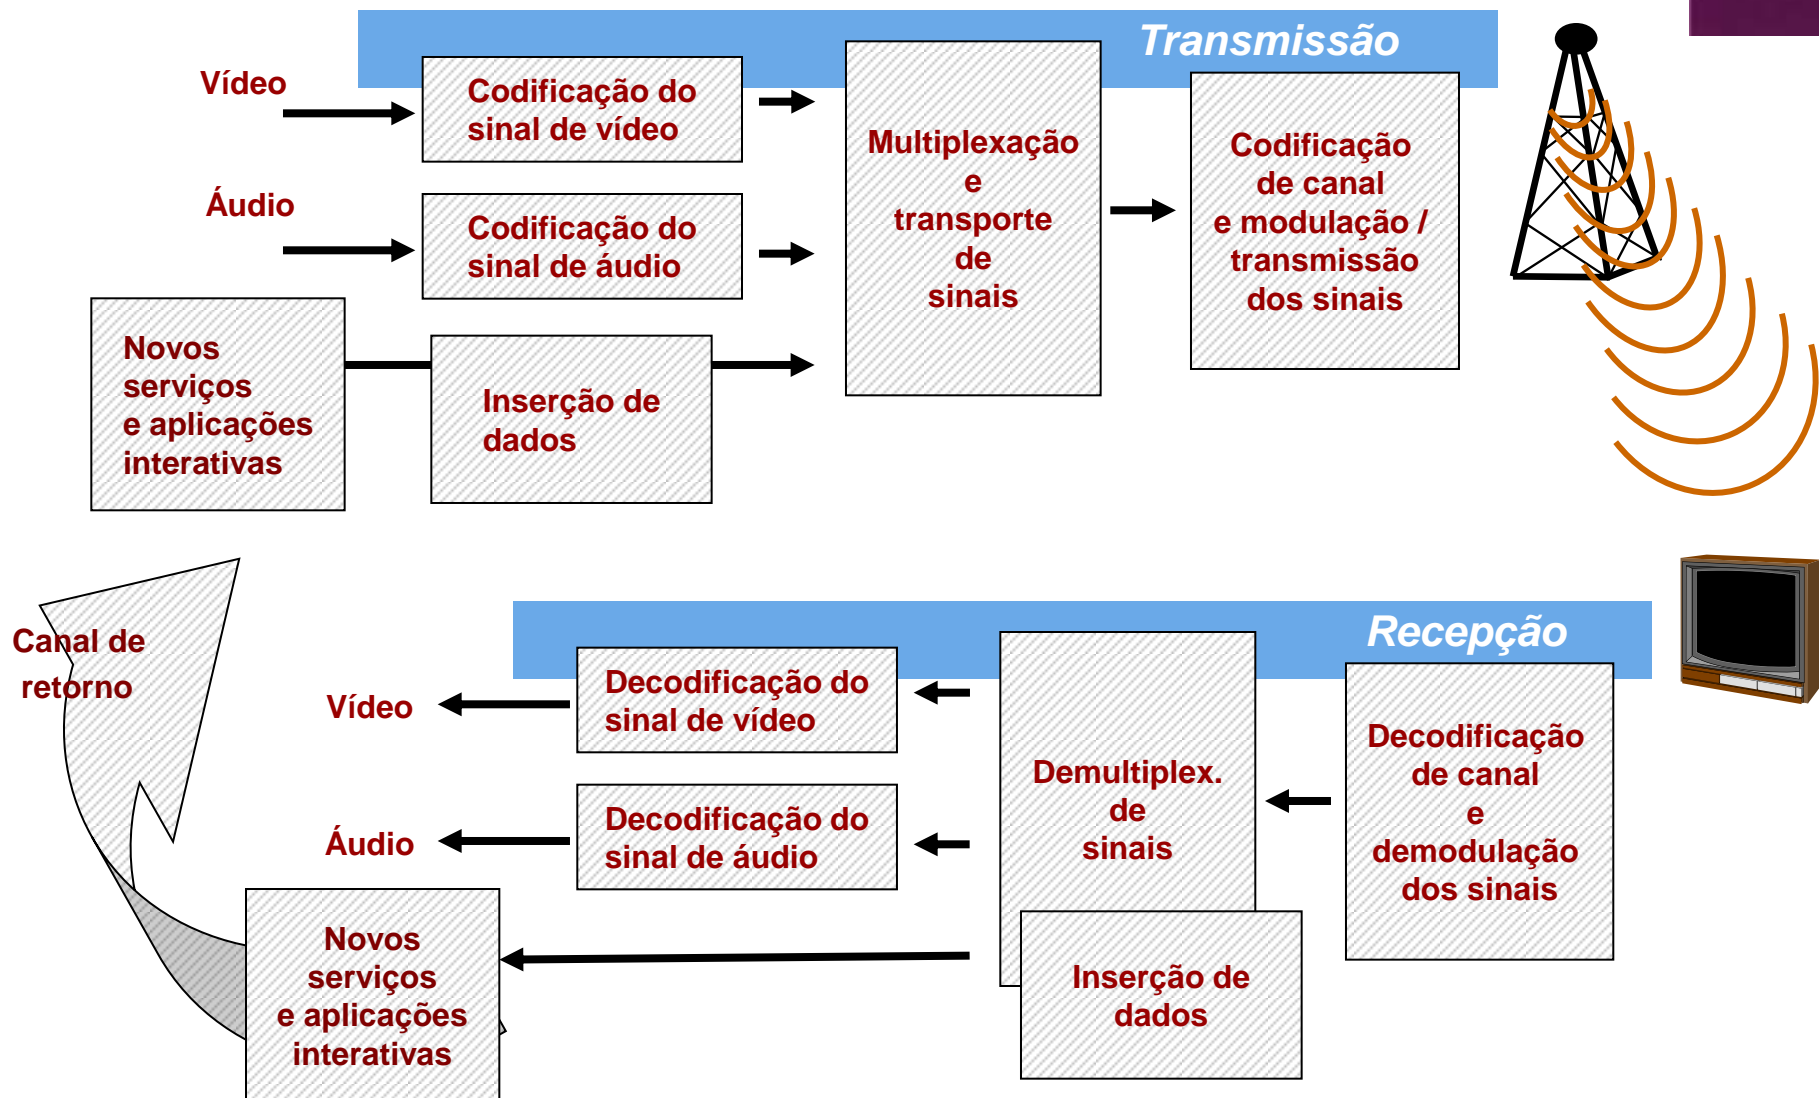 Transmissão
Vídeo
Codificação do
sinal de vídeo
Áudio
Codificação do
sinal de áudio
Novos
serviços
e aplicações
interativas
Inserção de
dados
Multiplexação
e
transporte
de
sinais
Codificação
de canal
e modulação /
transmissão
dos sinais
Canal de
retorno
Recepção
Vídeo
Decodificação do
sinal de vídeo
Áudio
Decodificação do
sinal de áudio
Novos
serviços
e aplicações
interativas
Demultiplex.
de
sinais
Inserção de
dados
Decodificação
de canal
e
demodulação
dos sinais